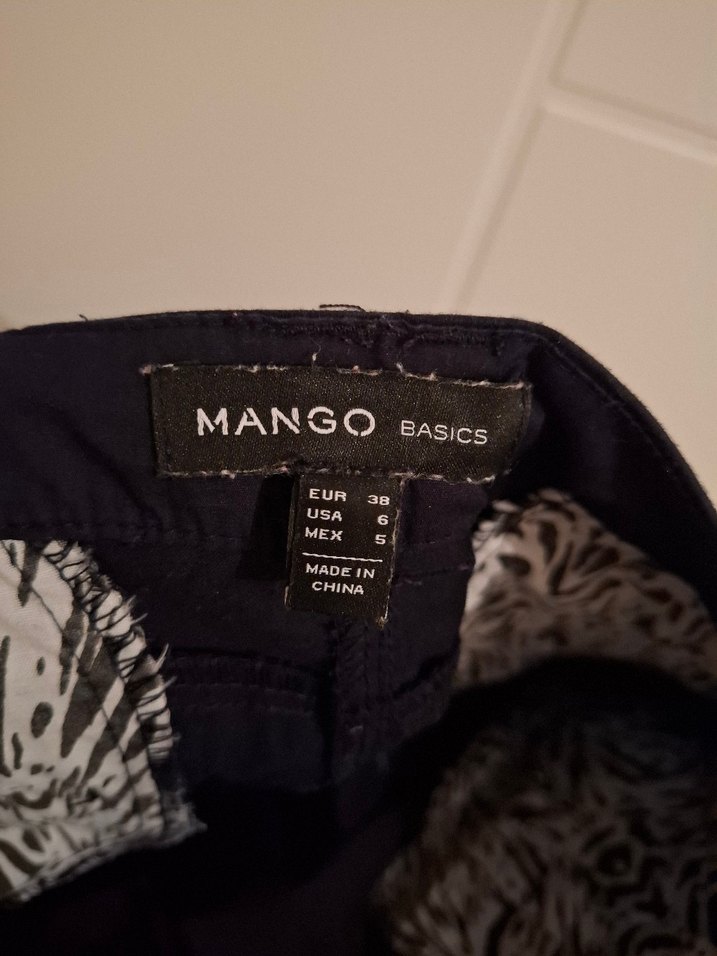 MANGO BASICS
EUR 38
USA 6
MEX 5
MADE IN
CHINA